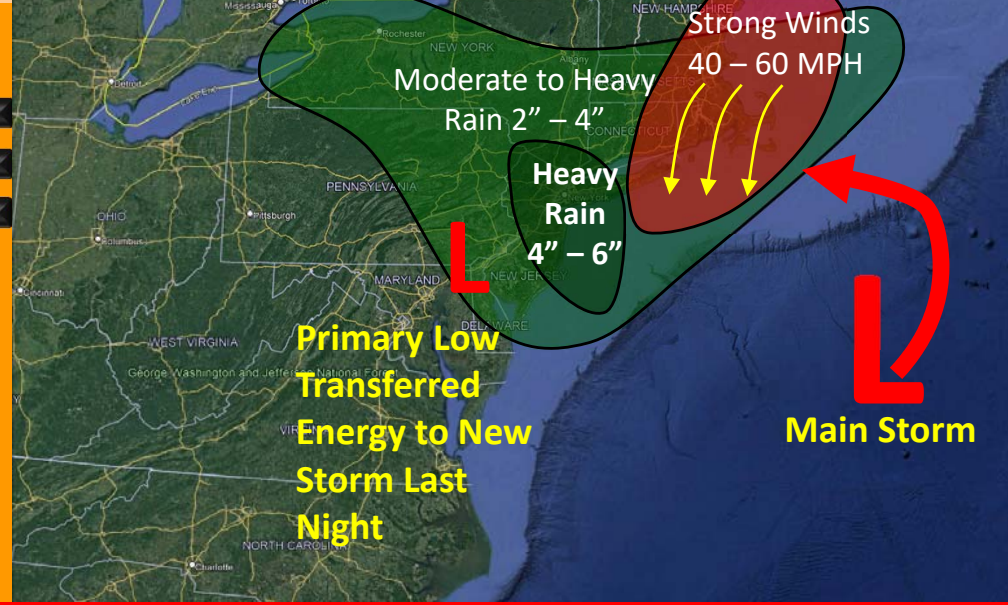 Mississauga
Toronto
NEW HAMPSHIRE
Strong Winds
40 – 60 MPH
Rochester
NEW YORK
Albany
Moderate to Heavy
Rain 2” – 4”
Detroit
Lake Erie
CONNECTICUT
Heavy
Rain
4” – 6”
PENNSYLVANIA
Pittsburgh
OHIO
Columbus
L
NEW JERSEY
MARYLAND
Cincinnati
DELAWARE
WEST VIRGINIA
Primary Low
George Washington and Jefferson National Forest
Transferred
Energy to New
Storm Last
Night
L
Main Storm
NORTH CAROLINA
Charlotte